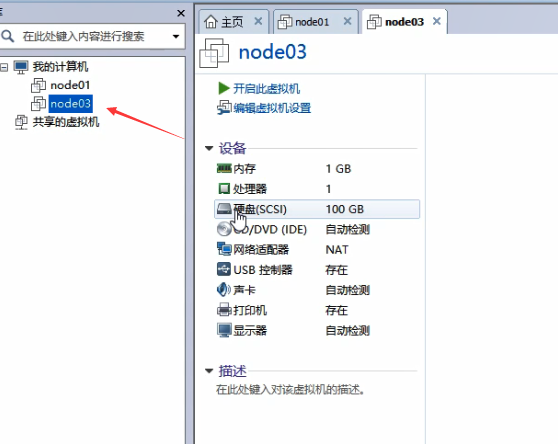 库
在此处键入内容进行搜索
我的计算机
node01
node03
共享的虚拟机
主页
node01
node03
node03
开启此虚拟机
编辑虚拟机设置
设备
内存 1 GB
处理器 1
硬盘(SCSI) 100 GB
CD/DVD (IDE) 自动检测
网络适配器 NAT
USB 控制器 存在
声卡 自动检测
打印机 存在
显示器 自动检测
描述
在此处键入对该虚拟机的描述。